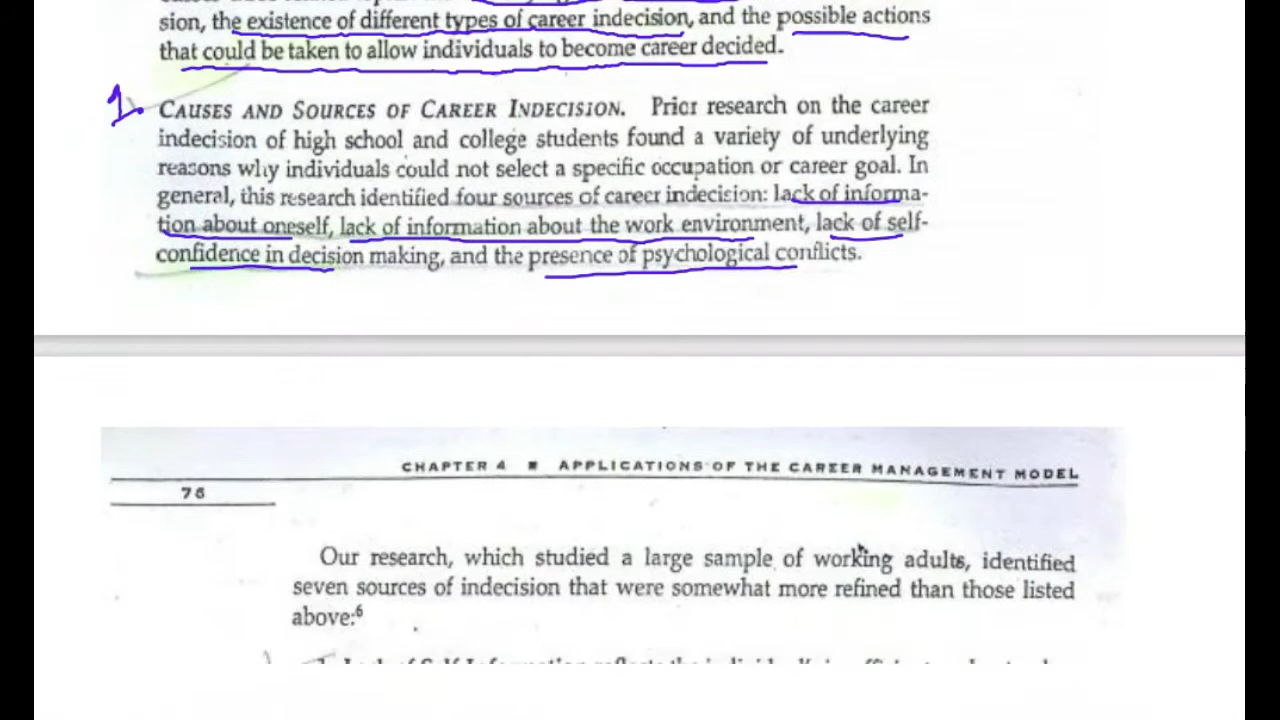 sion, the existence of different types of career indecision, and the possible actions
that could be taken to allow individuals to become career decided.
1. CAUSES AND SOURCES OF CAREER INDECISION. Prior research on the career
indecision of high school and college students found a variety of underlying
reasons why individuals could not select a specific occupation or career goal. In
general, this research identified four sources of career indecision: lack of informa-
tion about oneself, lack of information about the work environment, lack of self-
confidence in decision making, and the presence of psychological conflicts.
CHAPTER 4 ■ APPLICATIONS OF THE CAREER MANAGEMENT MODEL
76
Our research, which studied a large sample of working adults, identified
seven sources of indecision that were somewhat more refined than those listed
above:6